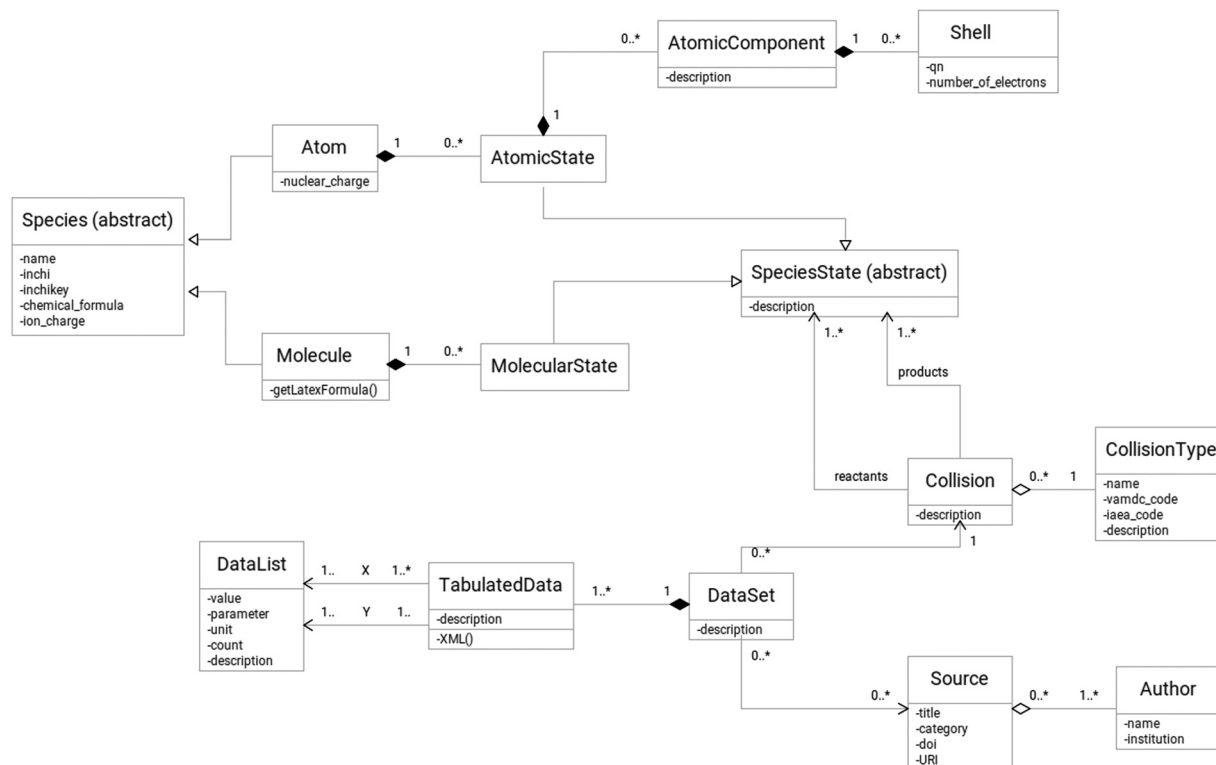 AtomicComponent
-description
1
0..*
Shell
-qn
-number_of_electrons
0..*
1
Atom
-nuclear_charge
1
0..*
AtomicState
Species (abstract)
-name
-inchi
-inchikey
-chemical_formula
-ion_charge
SpeciesState (abstract)
-description
1..*
1..*
Molecule
-getLatexFormula()
1
0..*
MolecularState
products
reactants
Collision
-description
0..*
1
CollisionType
-name
-vamdc_code
-iaea_code
-description
1
0..*
DataList
-value
-parameter
-unit
-count
-description
1..
X
1..*
1..
Y
1..
TabulatedData
-description
-XML()
1..*
1
DataSet
-description
0..*
0..*
Source
-title
-category
-doi
-URI
0..*
1..*
Author
-name
-institution